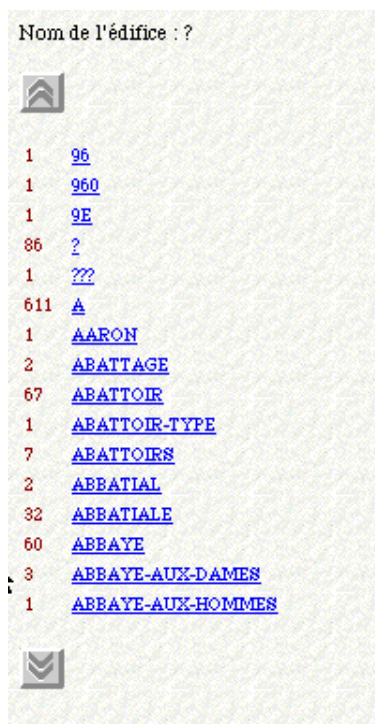 Nom de l'édifice : ?
1 96
1 960
1 9E
86 ?
1 ???
611 A
1 AARON
2 ABATTAGE
67 ABATTOIR
1 ABATTOIR-TYPE
7 ABATTOIRS
2 ABBATIAL
32 ABBATIALE
60 ABBAYE
3 ABBAYE-AUX-DAMES
1 ABBAYE-AUX-HOMMES